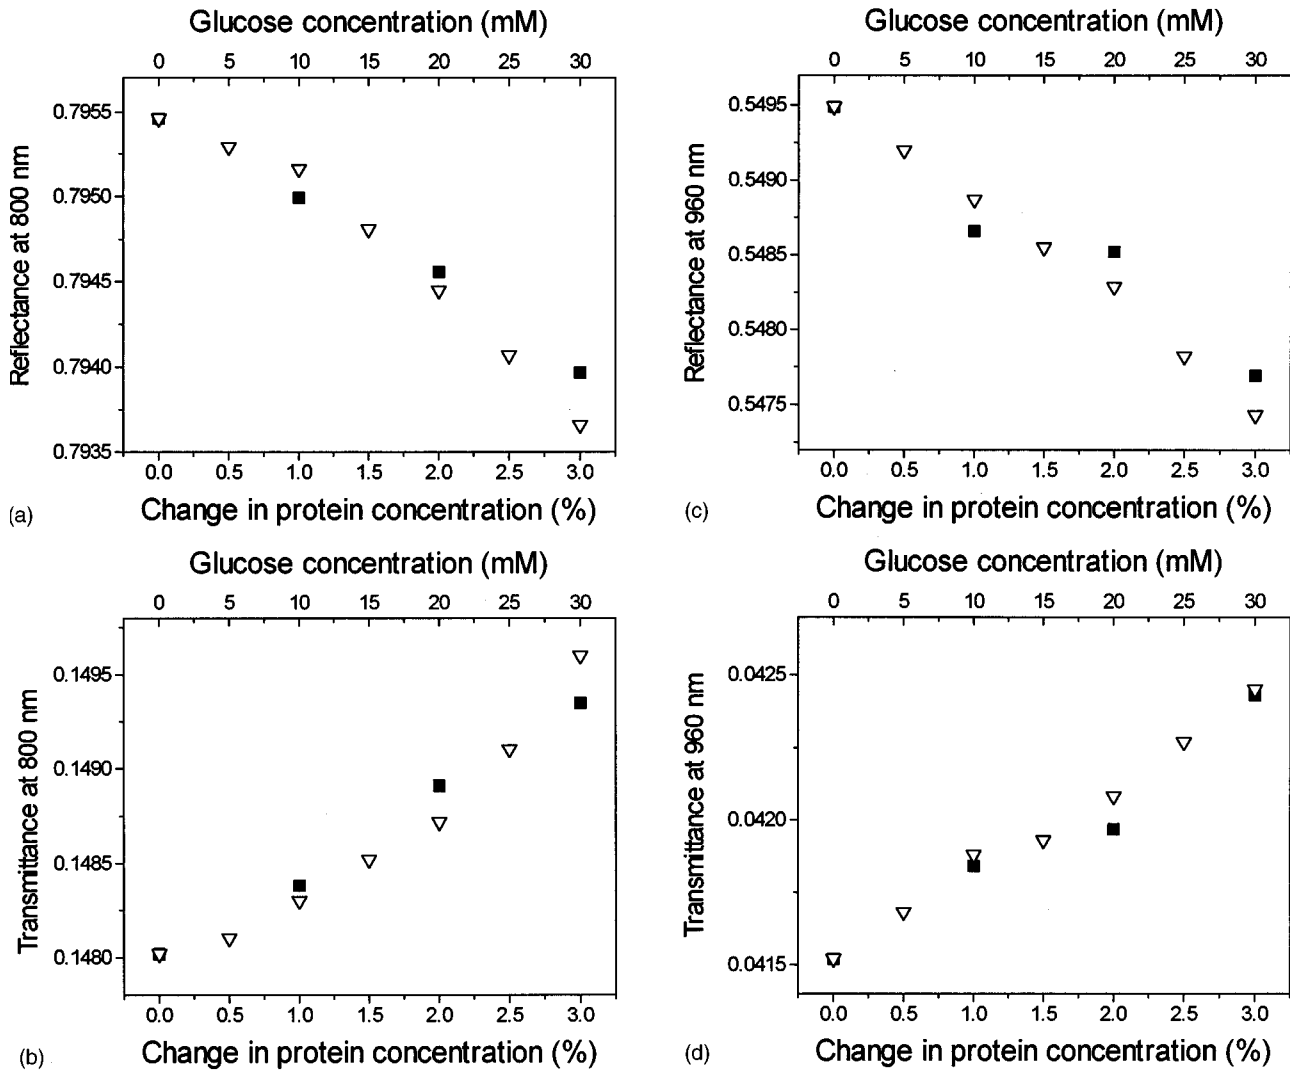 Glucose concentration (mM)
0 5 10 15 20 25 30
0.7955
0.7950
0.7945
0.7940
0.7935
Reflectance at 800 nm
0.0 0.5 1.0 1.5 2.0 2.5 3.0
Change in protein concentration (%)
(a)
Glucose concentration (mM)
0 5 10 15 20 25 30
0.5495
0.5490
0.5485
0.5480
0.5475
Reflectance at 960 nm
0.0 0.5 1.0 1.5 2.0 2.5 3.0
Change in protein concentration (%)
(c)
Glucose concentration (mM)
0 5 10 15 20 25 30
0.1495
0.1490
0.1485
0.1480
Transmittance at 800 nm
0.0 0.5 1.0 1.5 2.0 2.5 3.0
Change in protein concentration (%)
(b)
Glucose concentration (mM)
0 5 10 15 20 25 30
0.0425
0.0420
0.0415
Transmittance at 960 nm
0.0 0.5 1.0 1.5 2.0 2.5 3.0
Change in protein concentration (%)
(d)